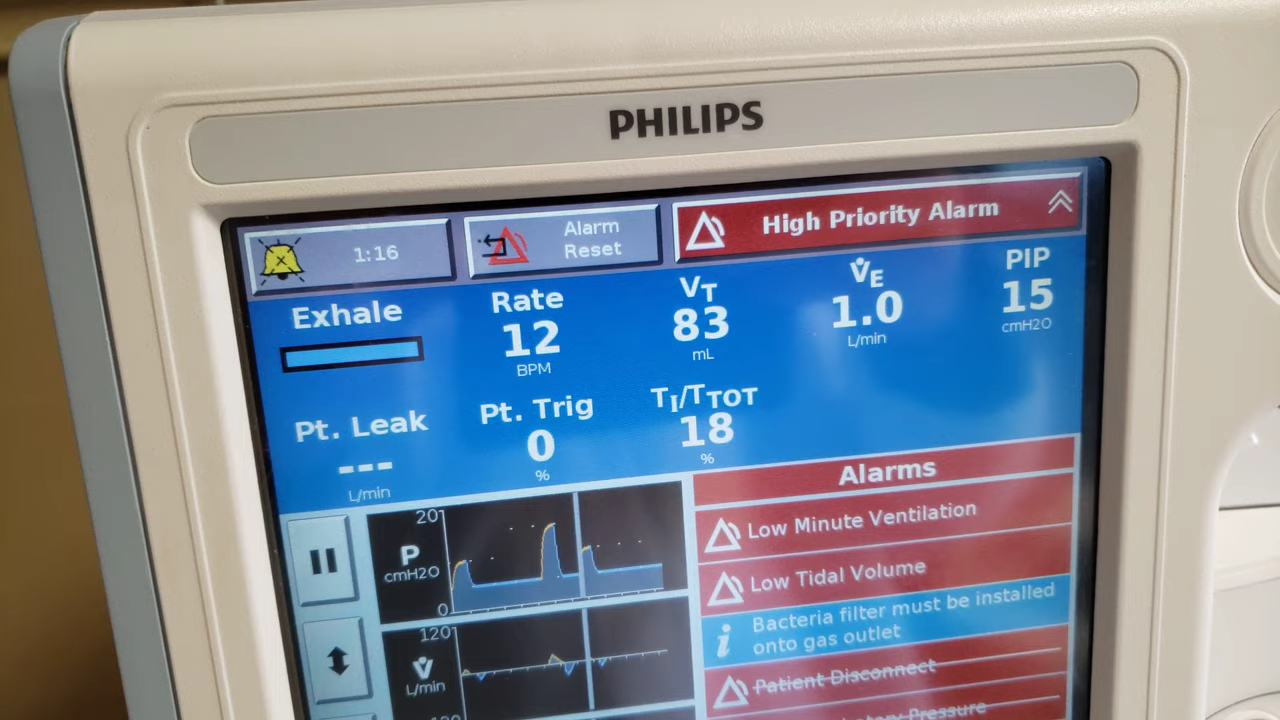 PHILIPS
1:16
Alarm
Reset
High Priority Alarm
Exhale
Rate
12
BPM
VT
83
mL
V̇E
1.0
L/min
PIP
15
cmH2O
Pt. Leak
---
L/min
Pt. Trig
0
%
TI/TTOT
18
%
Alarms
Low Minute Ventilation
Low Tidal Volume
Bacteria filter must be installed
onto gas outlet
Patient Disconnect
Pressure
20
P
cmH2O
0
120
V̇
L/min